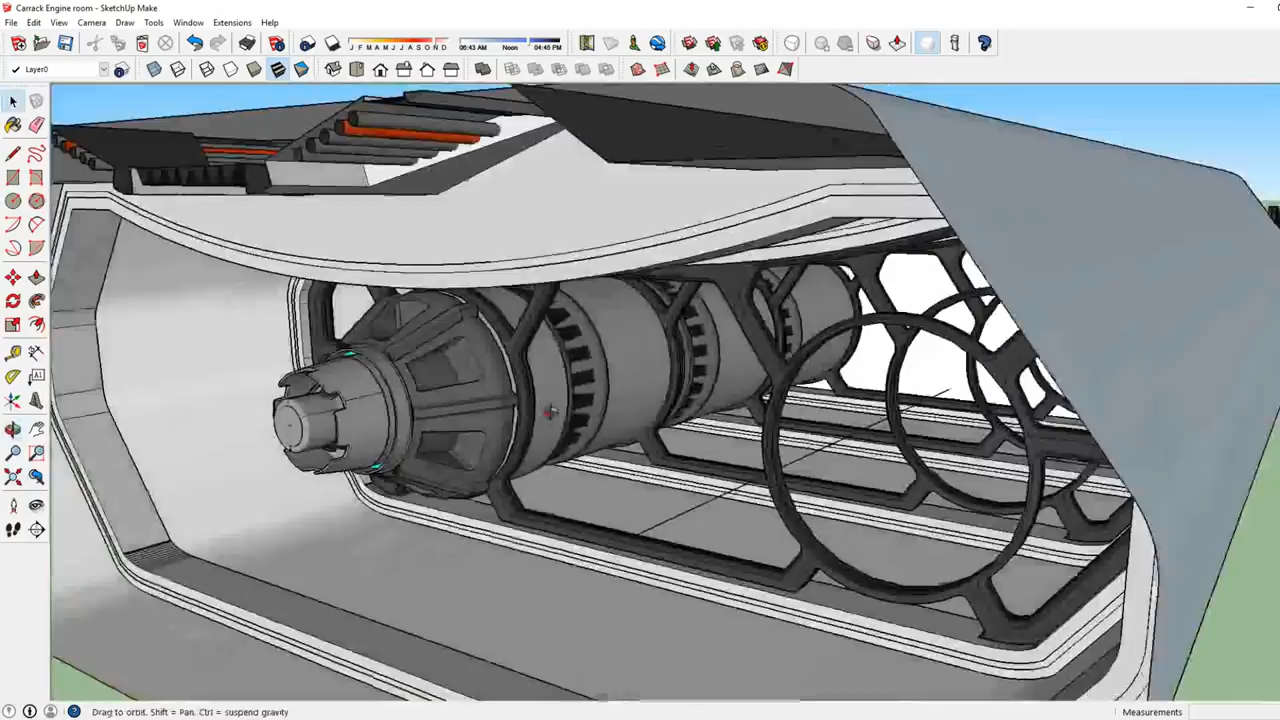 Carrack Engine room - SketchUp Make
File Edit View Camera Draw Tools Window Extensions Help
J F M A M J J A S O N D 06:43 AM Noon 04:45 PM
Layer0
A1
Drag to orbit. Shift = Pan, Ctrl = suspend gravity
Measurements